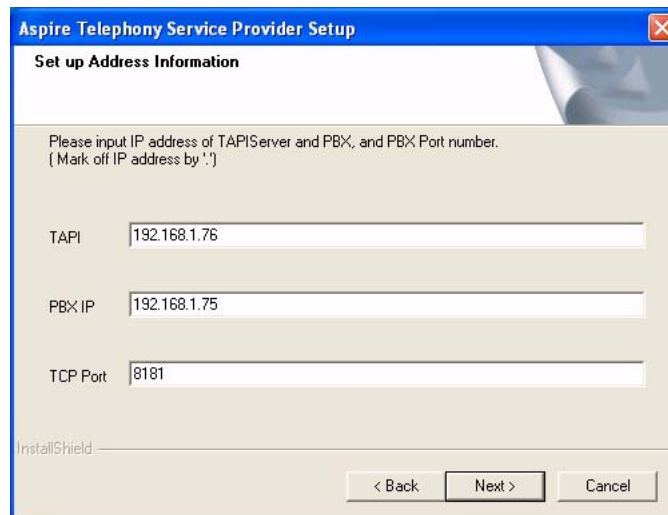 Aspire Telephony Service Provider Setup
Set up Address Information
Please input IP address of TAPIServer and PBX, and PBX Port number.
( Mark off IP address by '.')
TAPI 192.168.1.76
PBX IP 192.168.1.75
TCP Port 8181
InstallShield
< Back Next > Cancel